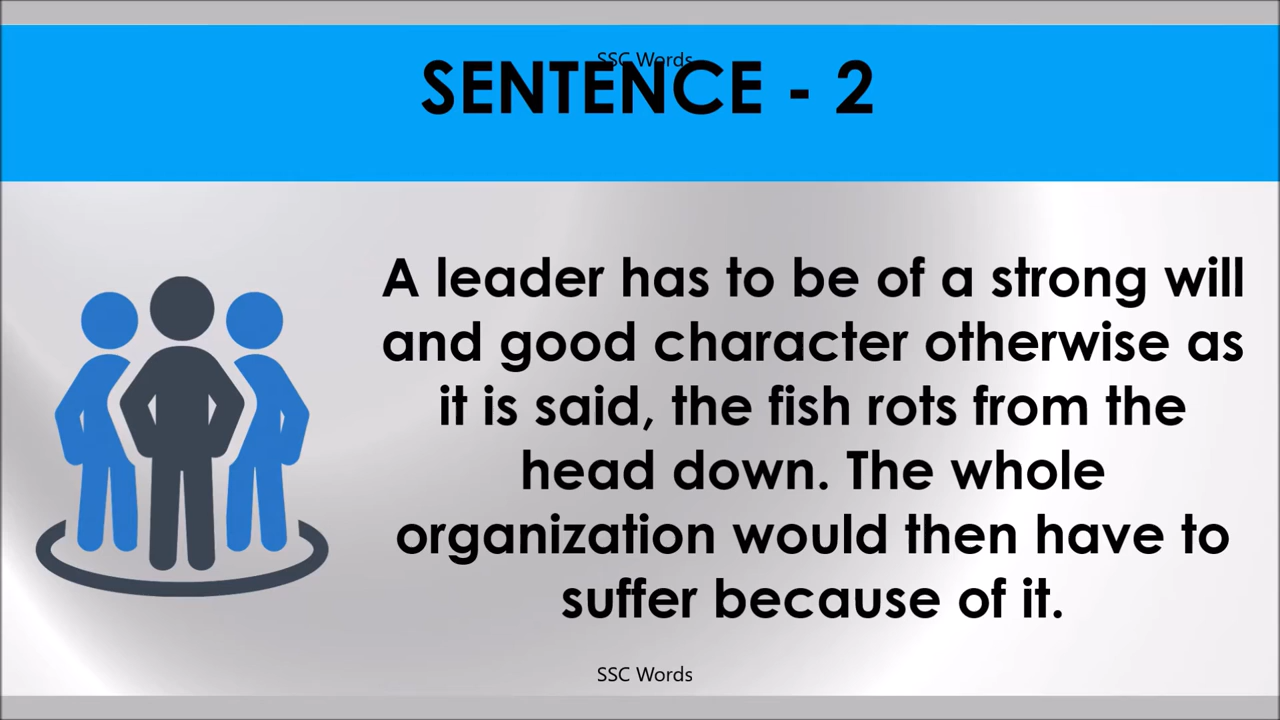 SSC Words
SENTENCE - 2
A leader has to be of a strong will
and good character otherwise as
it is said, the fish rots from the
head down. The whole
organization would then have to
suffer because of it.
SSC Words